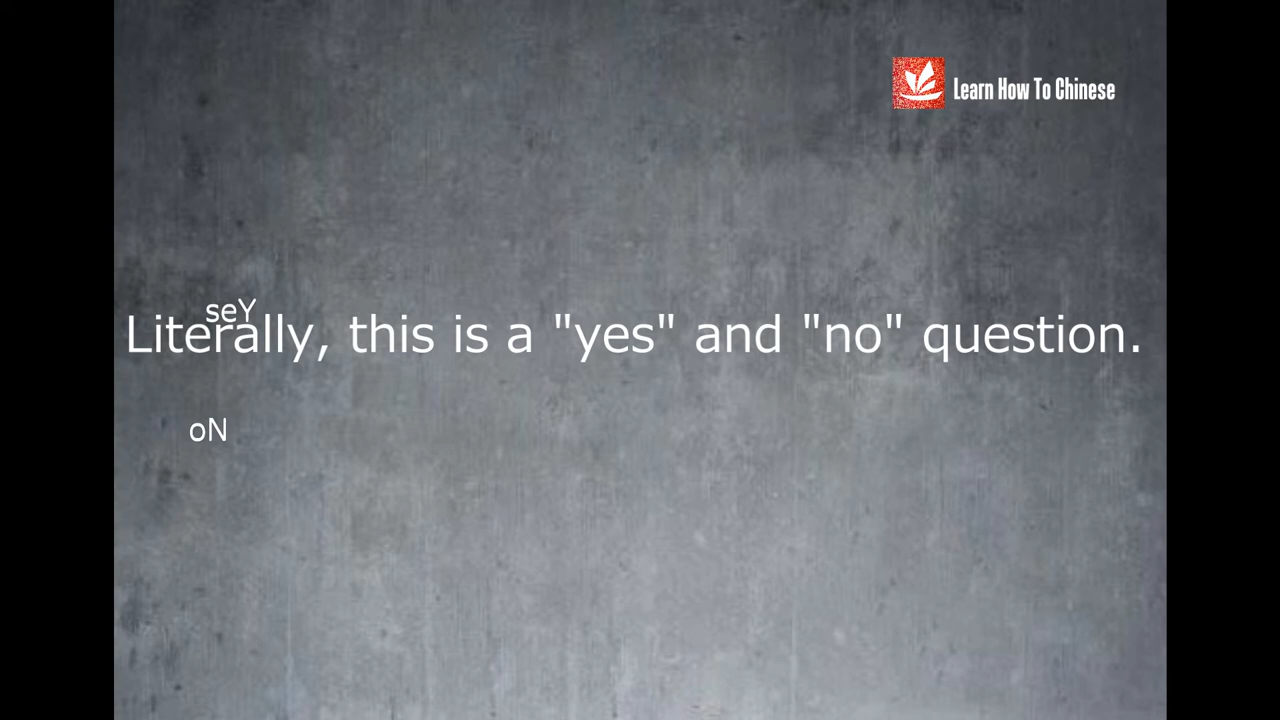 Learn How To Chinese
seY
Literally, this is a "yes" and "no" question.
oN